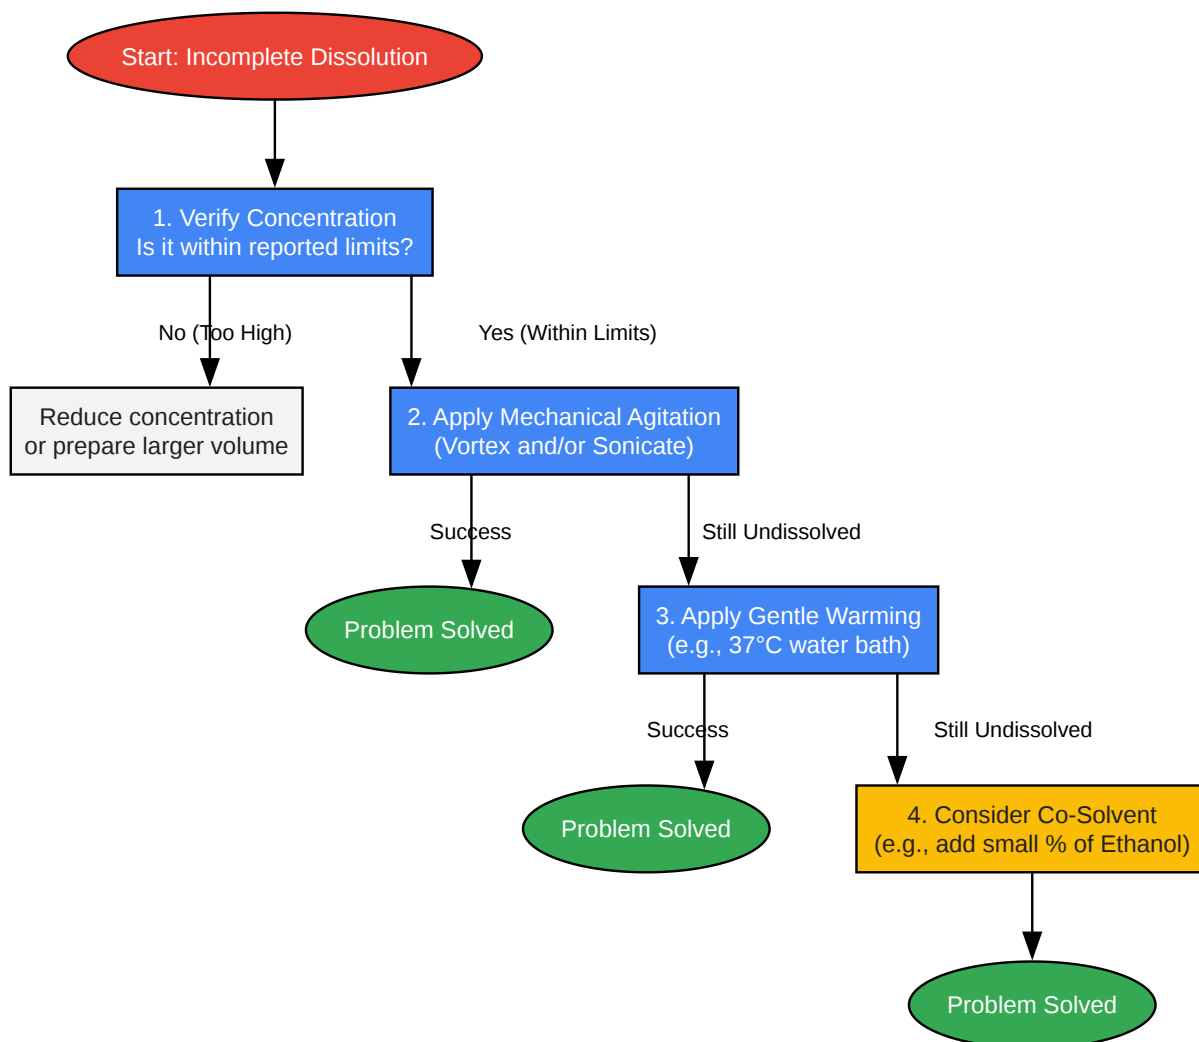 Start: Incomplete Dissolution
1. Verify Concentration
Is it within reported limits?
No (Too High)
Yes (Within Limits)
Reduce concentration
or prepare larger volume
2. Apply Mechanical Agitation
(Vortex and/or Sonicate)
Success
Still Undissolved
Problem Solved
3. Apply Gentle Warming
(e.g., 37°C water bath)
Success
Still Undissolved
Problem Solved
4. Consider Co-Solvent
(e.g., add small % of Ethanol)
Problem Solved